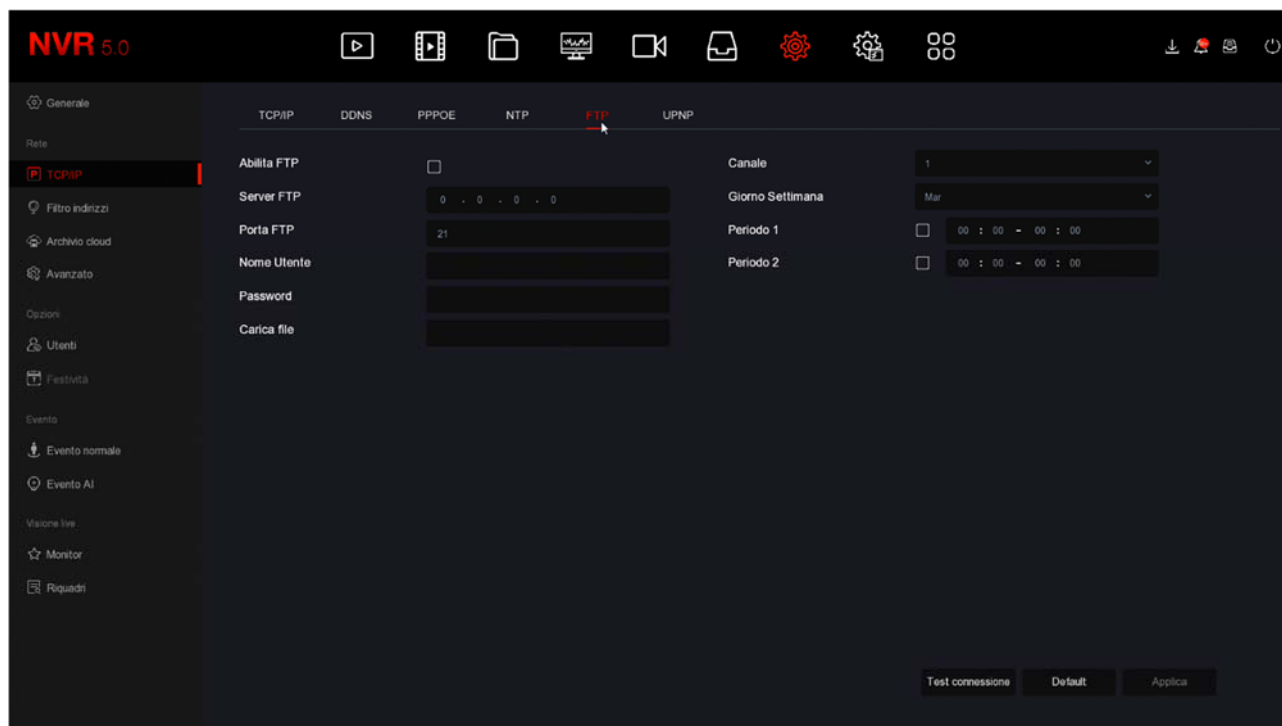 NVR 5.0
Generale
Rete
TCP/IP
Filtro indirizzi
Archivio cloud
Avanzato
Opzioni
Utenti
Festività
Evento
Evento normale
Evento AI
Visione live
Monitor
Riquadri
TCP/IP DDNS PPPOE NTP FTP UPNP
Abilita FTP
Server FTP 0 . 0 . 0 . 0
Porta FTP 21
Nome Utente
Password
Carica file
Canale 1
Giorno Settimana Mar
Periodo 1 00 : 00 - 00 : 00
Periodo 2 00 : 00 - 00 : 00
Test connessione Default Applica